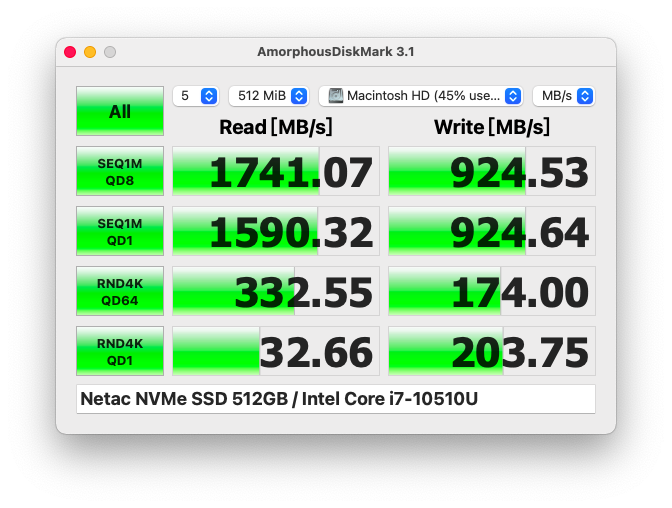 AmorphousDiskMark 3.1
All
5
512 MiB
Macintosh HD (45% use...
MB/s
Read [MB/s]
Write [MB/s]
SEQ1M
QD8
1741.07
924.53
SEQ1M
QD1
1590.32
924.64
RND4K
QD64
332.55
174.00
RND4K
QD1
32.66
203.75
Netac NVMe SSD 512GB / Intel Core i7-10510U